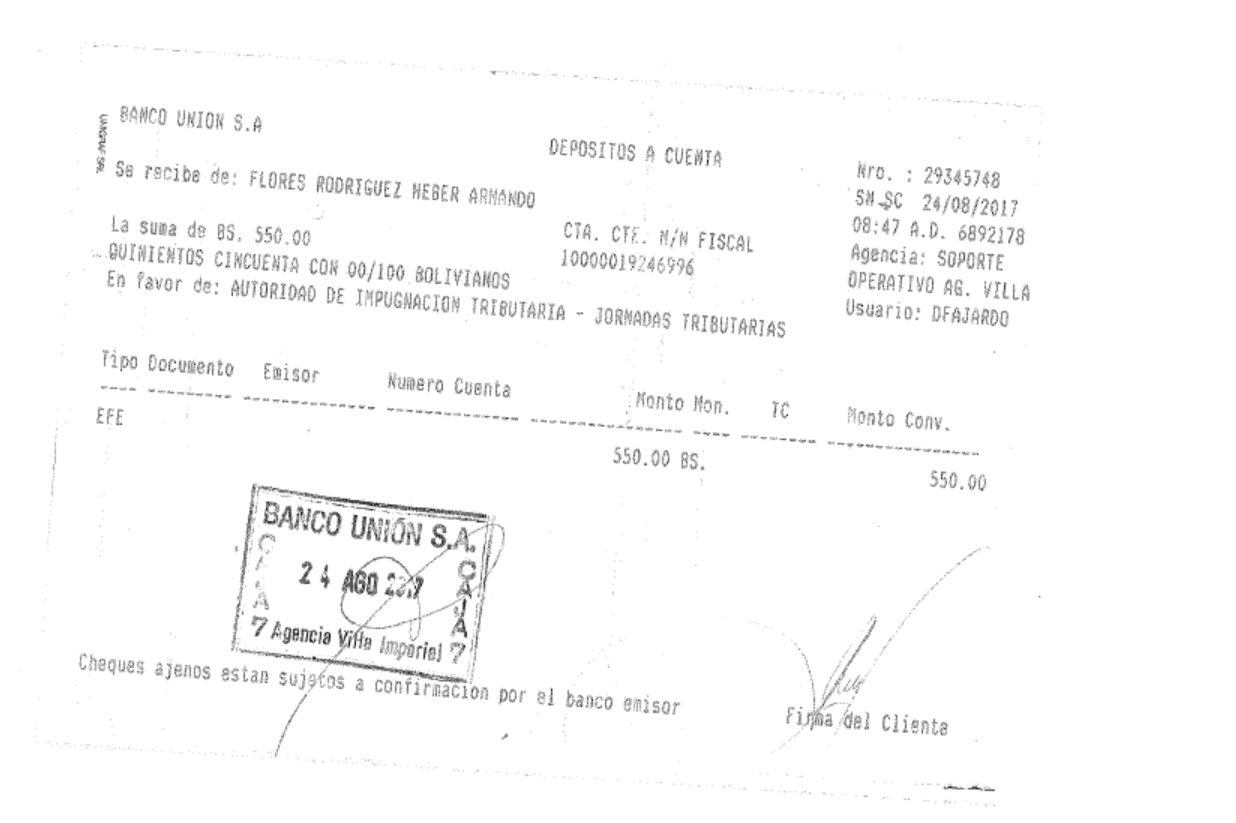 BANCO UNION S.A
DEPOSITOS A CUENTA
Nro. : 29345748
Se recibe de: FLORES RODRIGUEZ HEBER ARMANDO
24/08/2017
La suma de BS. 550.00
CTA. CTE. M/N FISCAL
08:47 A.D. 6892178
QUINIENTOS CINCUENTA CON 00/100 BOLIVIANOS
10000019246996
Agencia: SOPORTE
OPERATIVO AG. VILLA
En favor de: AUTORIDAD DE IMPUGNACION TRIBUTARIA - JORNADAS TRIBUTARIAS
Usuario: DFAJARDO
Tipo Documento Emisor Numero Cuenta Monto Mon. TC Monto Conv.
EFE 550.00 BS. 550.00
BANCO UNIÓN S.A.
CAJA
24 AGO 2017
CAJA
7 Agencia Villa Imperial 7
Cheques ajenos estan sujetos a confirmacion por el banco emisor
Firma del Cliente